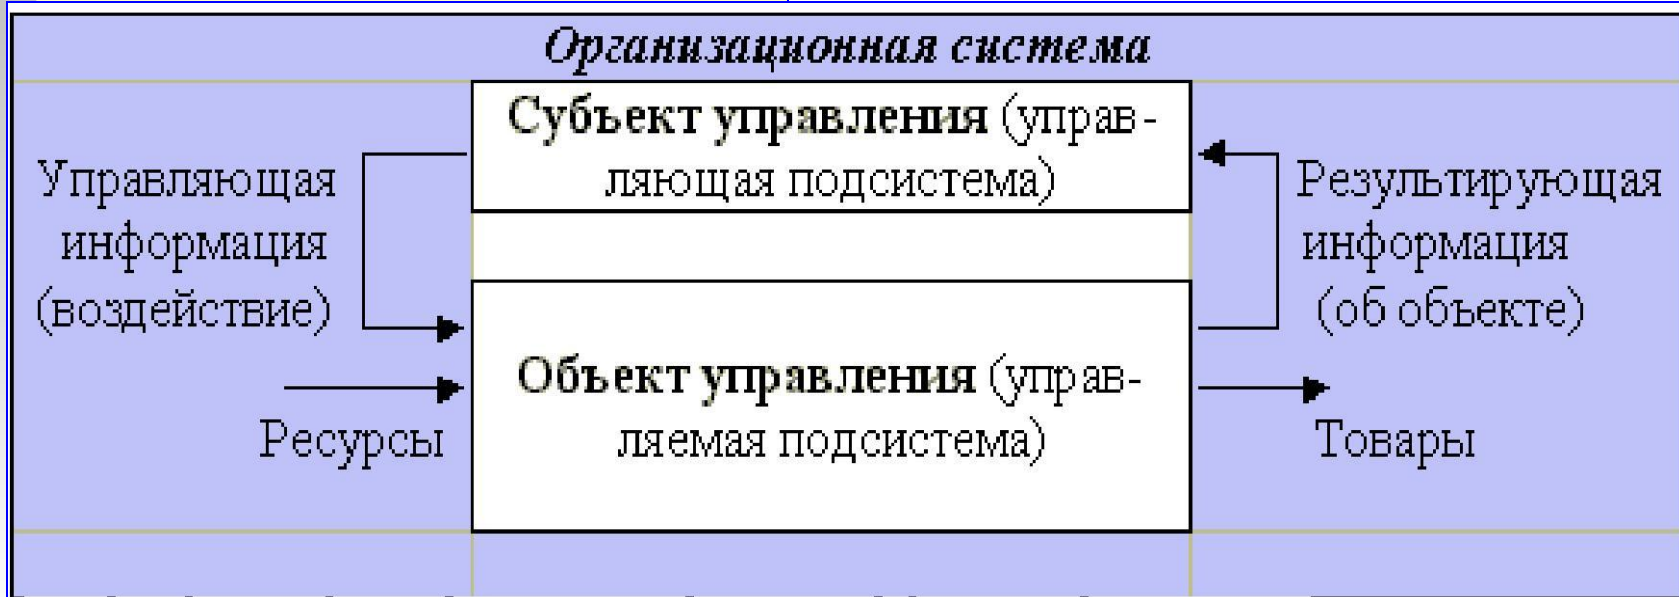 Организационная система
Субъект управления (управ-
ляющая подсистема)
Управляющая
информация
(воздействие)
Результирующая
информация
(об объекте)
Объект управления (управ-
ляемая подсистема)
Ресурсы
Товары